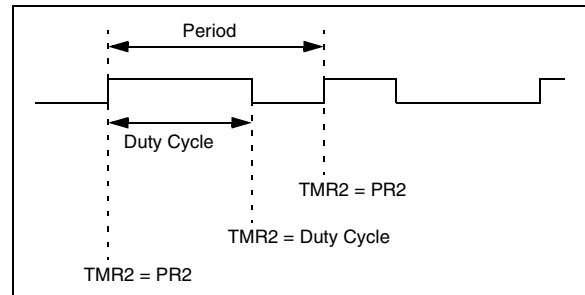 Period
Duty Cycle
TMR2 = PR2
TMR2 = Duty Cycle
TMR2 = PR2